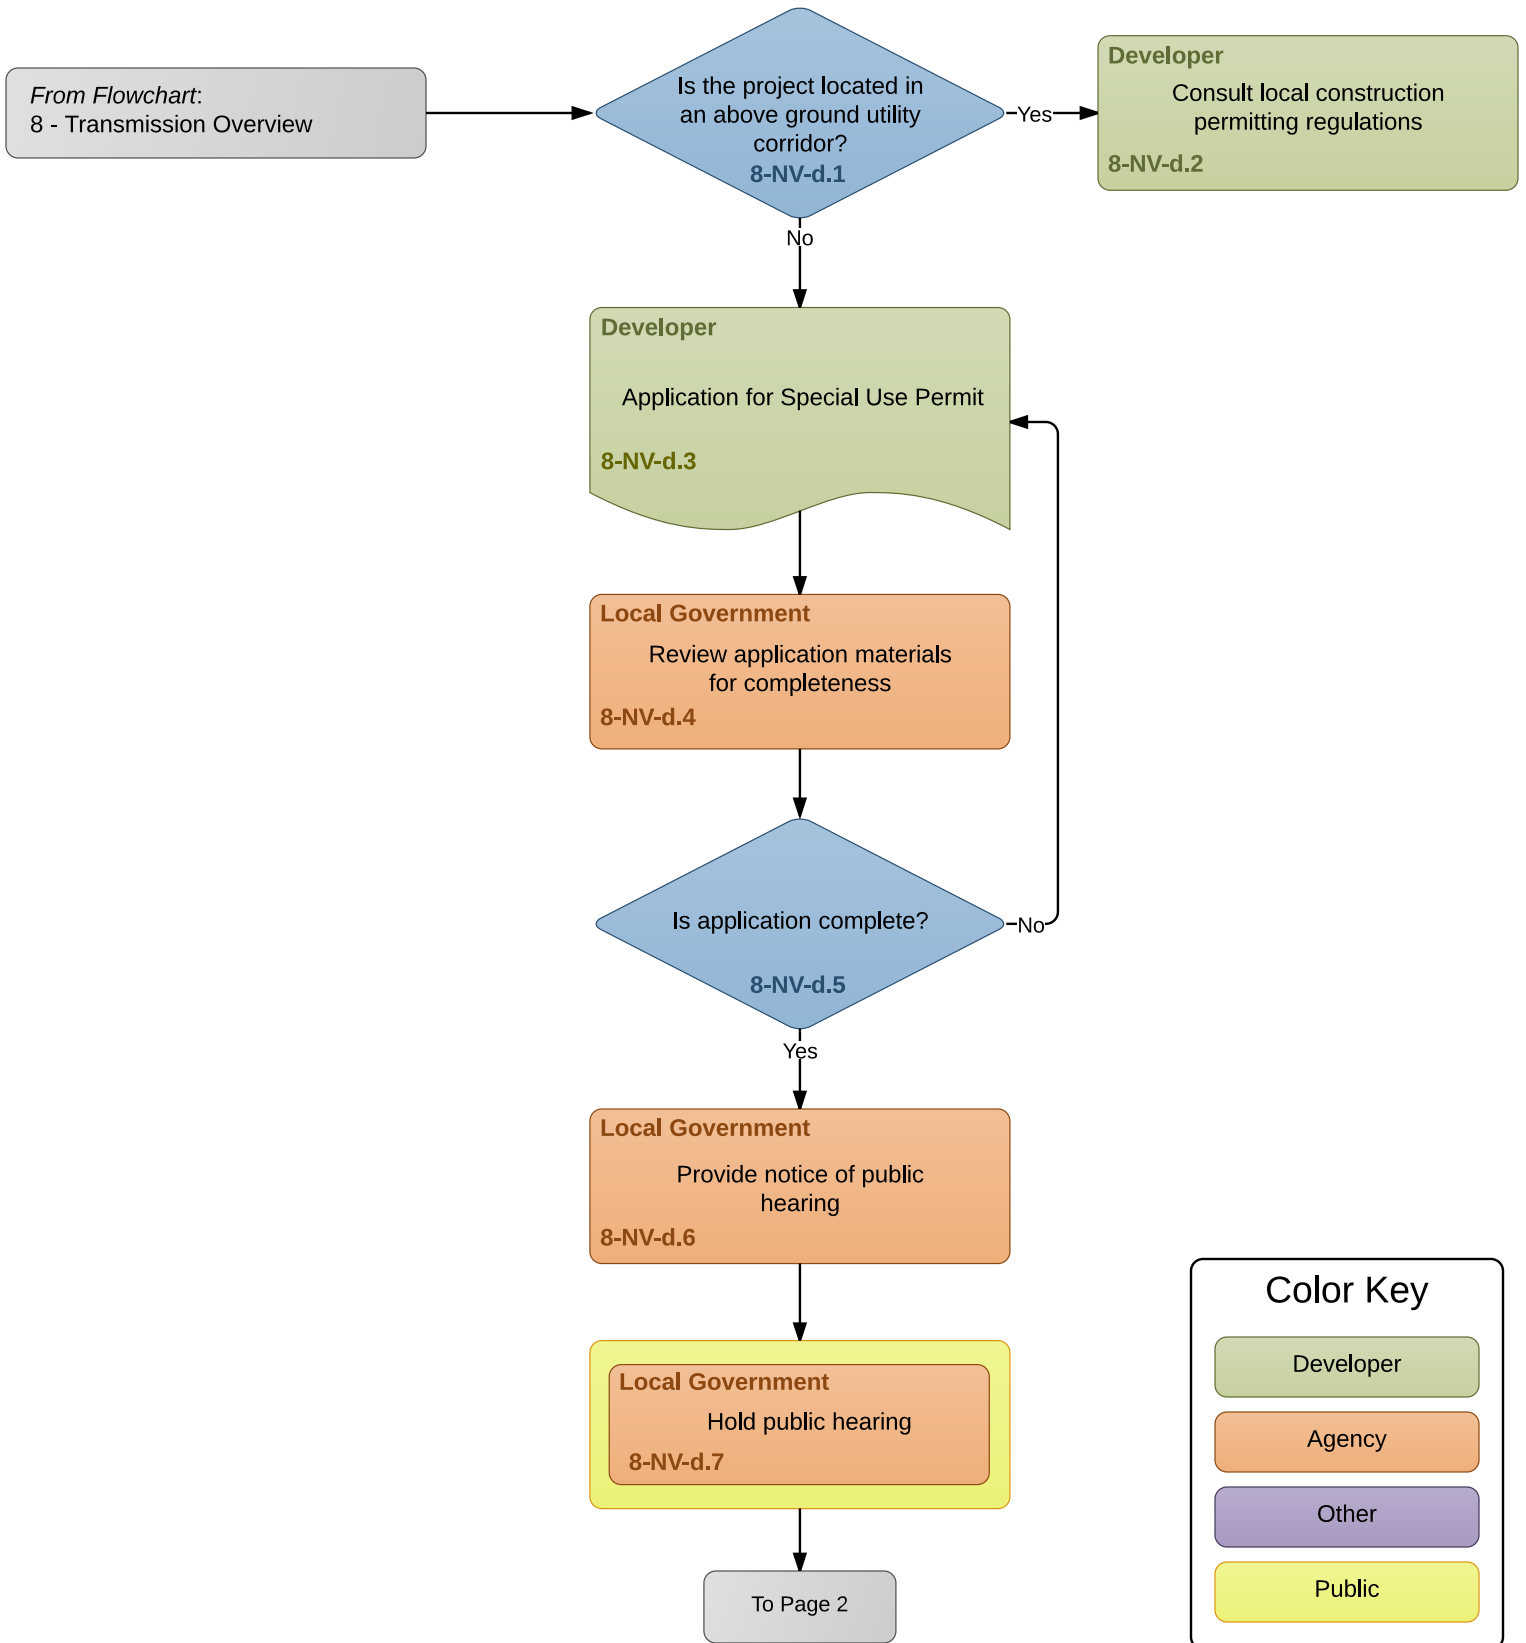 From Flowchart:
8 - Transmission Overview
Is the project located in
an above ground utility
corridor?
8-NV-d.1
Yes
Developer
Consult local construction
permitting regulations
8-NV-d.2
No
Developer
Application for Special Use Permit
8-NV-d.3
Local Government
Review application materials
for completeness
8-NV-d.4
Is application complete?
No
8-NV-d.5
Yes
Local Government
Provide notice of public
hearing
8-NV-d.6
Local Government
Hold public hearing
8-NV-d.7
To Page 2
Color Key
Developer
Agency
Other
Public